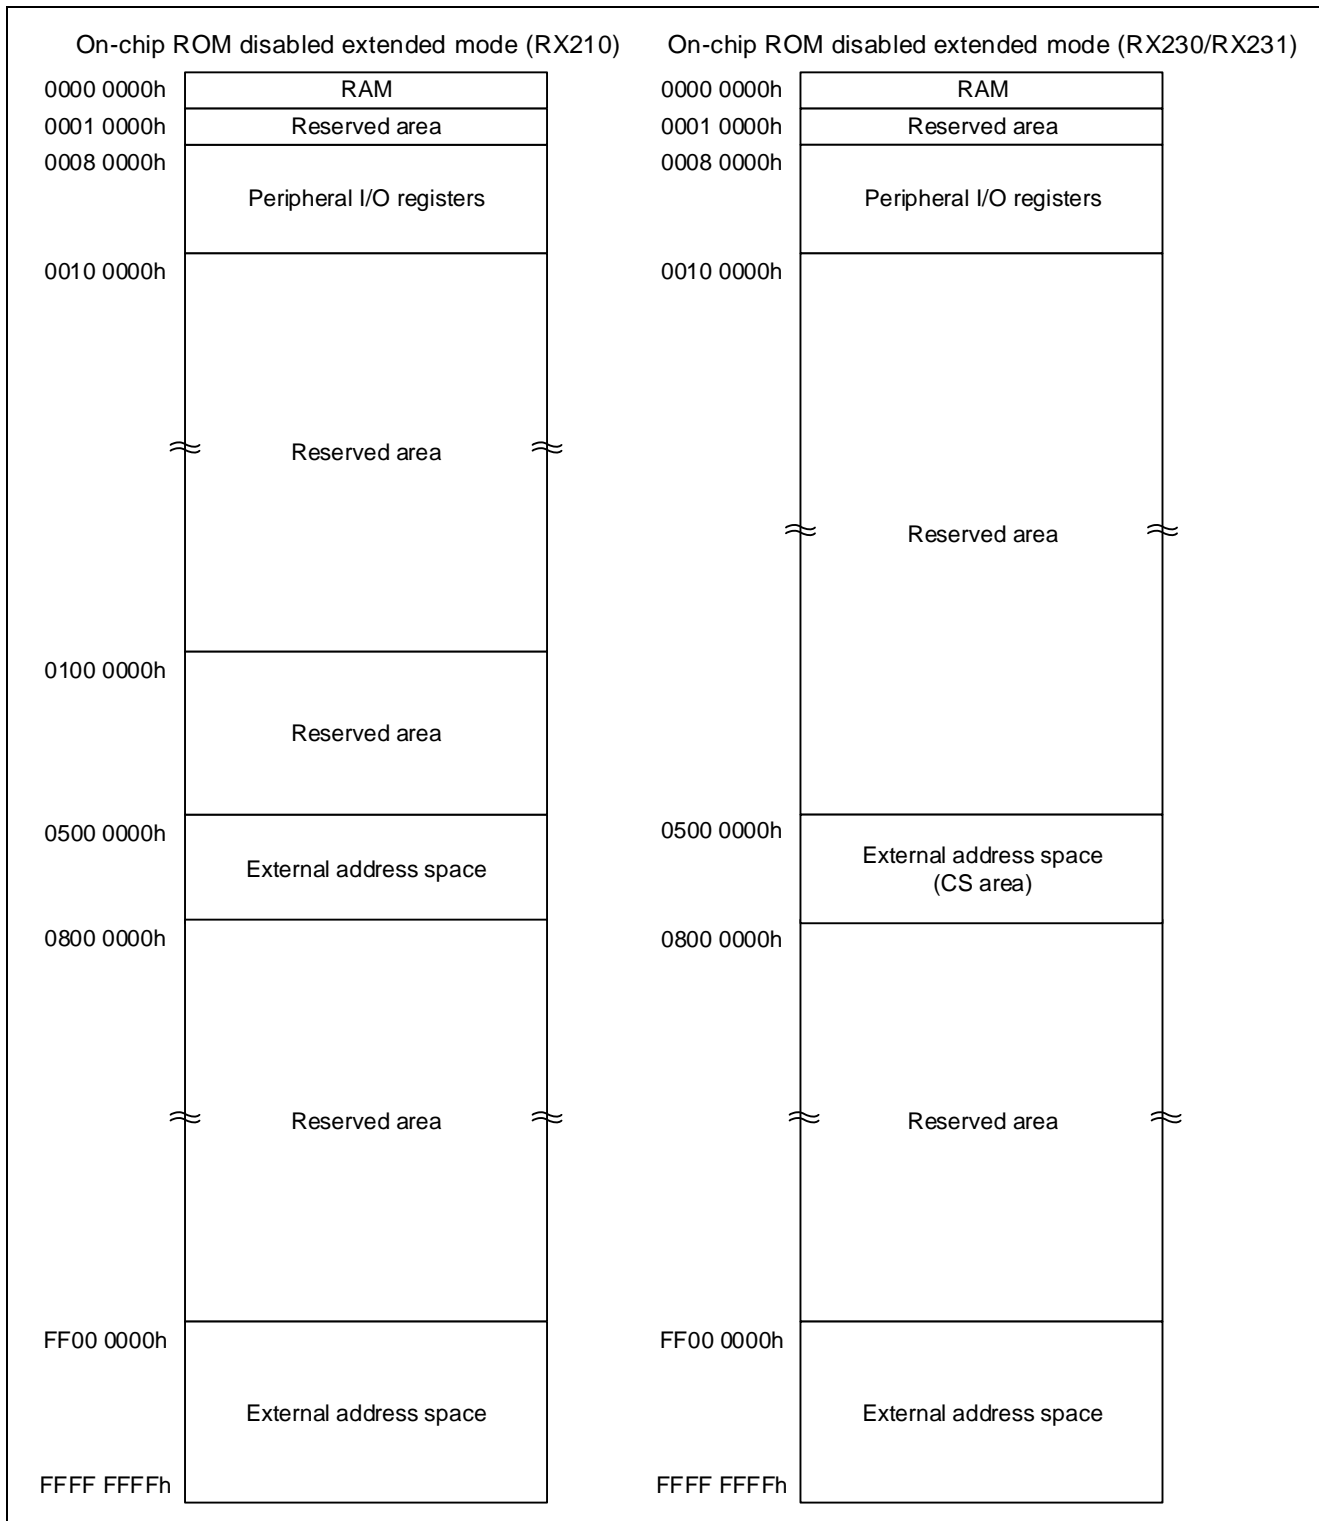 On-chip ROM disabled extended mode (RX210)
0000 0000h
RAM
0001 0000h
Reserved area
0008 0000h
Peripheral I/O registers
0010 0000h
Reserved area
0100 0000h
Reserved area
0500 0000h
External address space
0800 0000h
Reserved area
FF00 0000h
External address space
FFFF FFFFh
On-chip ROM disabled extended mode (RX230/RX231)
0000 0000h
RAM
0001 0000h
Reserved area
0008 0000h
Peripheral I/O registers
0010 0000h
Reserved area
0500 0000h
External address space
(CS area)
0800 0000h
Reserved area
FF00 0000h
External address space
FFFF FFFFh